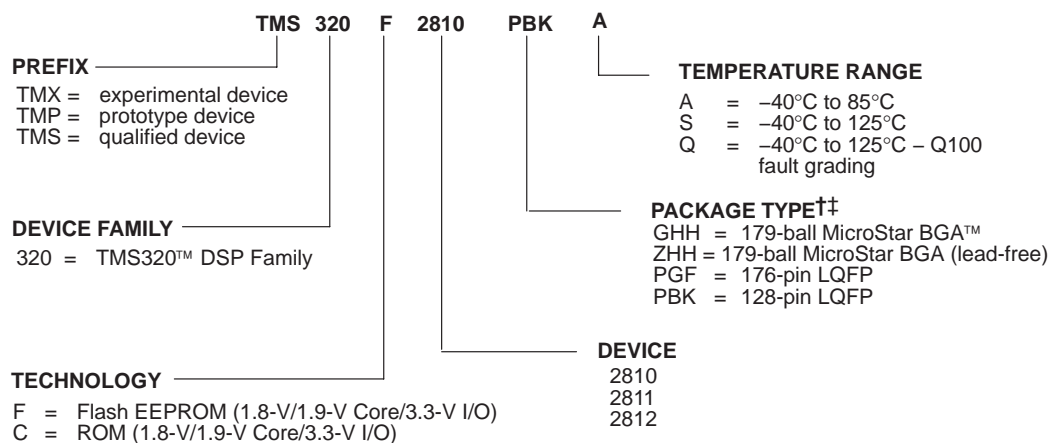 TMS 320 F 2810 PBK A
PREFIX
TMX = experimental device
TMP = prototype device
TMS = qualified device
TEMPERATURE RANGE
A = −40°C to 85°C
S = −40°C to 125°C
Q = −40°C to 125°C − Q100
fault grading
DEVICE FAMILY
320 = TMS320™ DSP Family
PACKAGE TYPE†‡
GHH = 179-ball MicroStar BGA™
ZHH = 179-ball MicroStar BGA (lead-free)
PGF = 176-pin LQFP
PBK = 128-pin LQFP
DEVICE
2810
2811
2812
TECHNOLOGY
F = Flash EEPROM (1.8-V/1.9-V Core/3.3-V I/O)
C = ROM (1.8-V/1.9-V Core/3.3-V I/O)